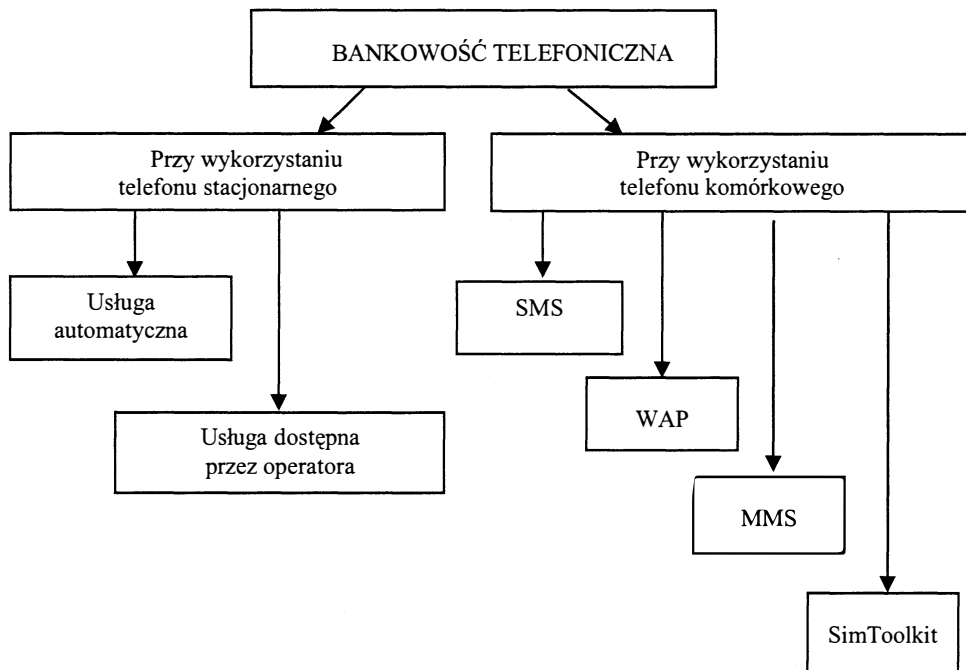 BANKOWOŚĆ TELEFONICZNA
Przy wykorzystaniu
telefonu stacjonarnego
Przy wykorzystaniu
telefonu komórkowego
Usługa
automatyczna
SMS
WAP
Usługa dostępna
przez operatora
MMS
SimToolkit